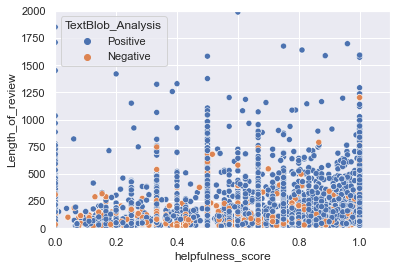 TextBlob_Analysis
Positive
Negative
Length_of_review
2000
1750
1500
1250
1000
750
500
250
0
0.0 0.2 0.4 0.6 0.8 1.0
helpfulness_score